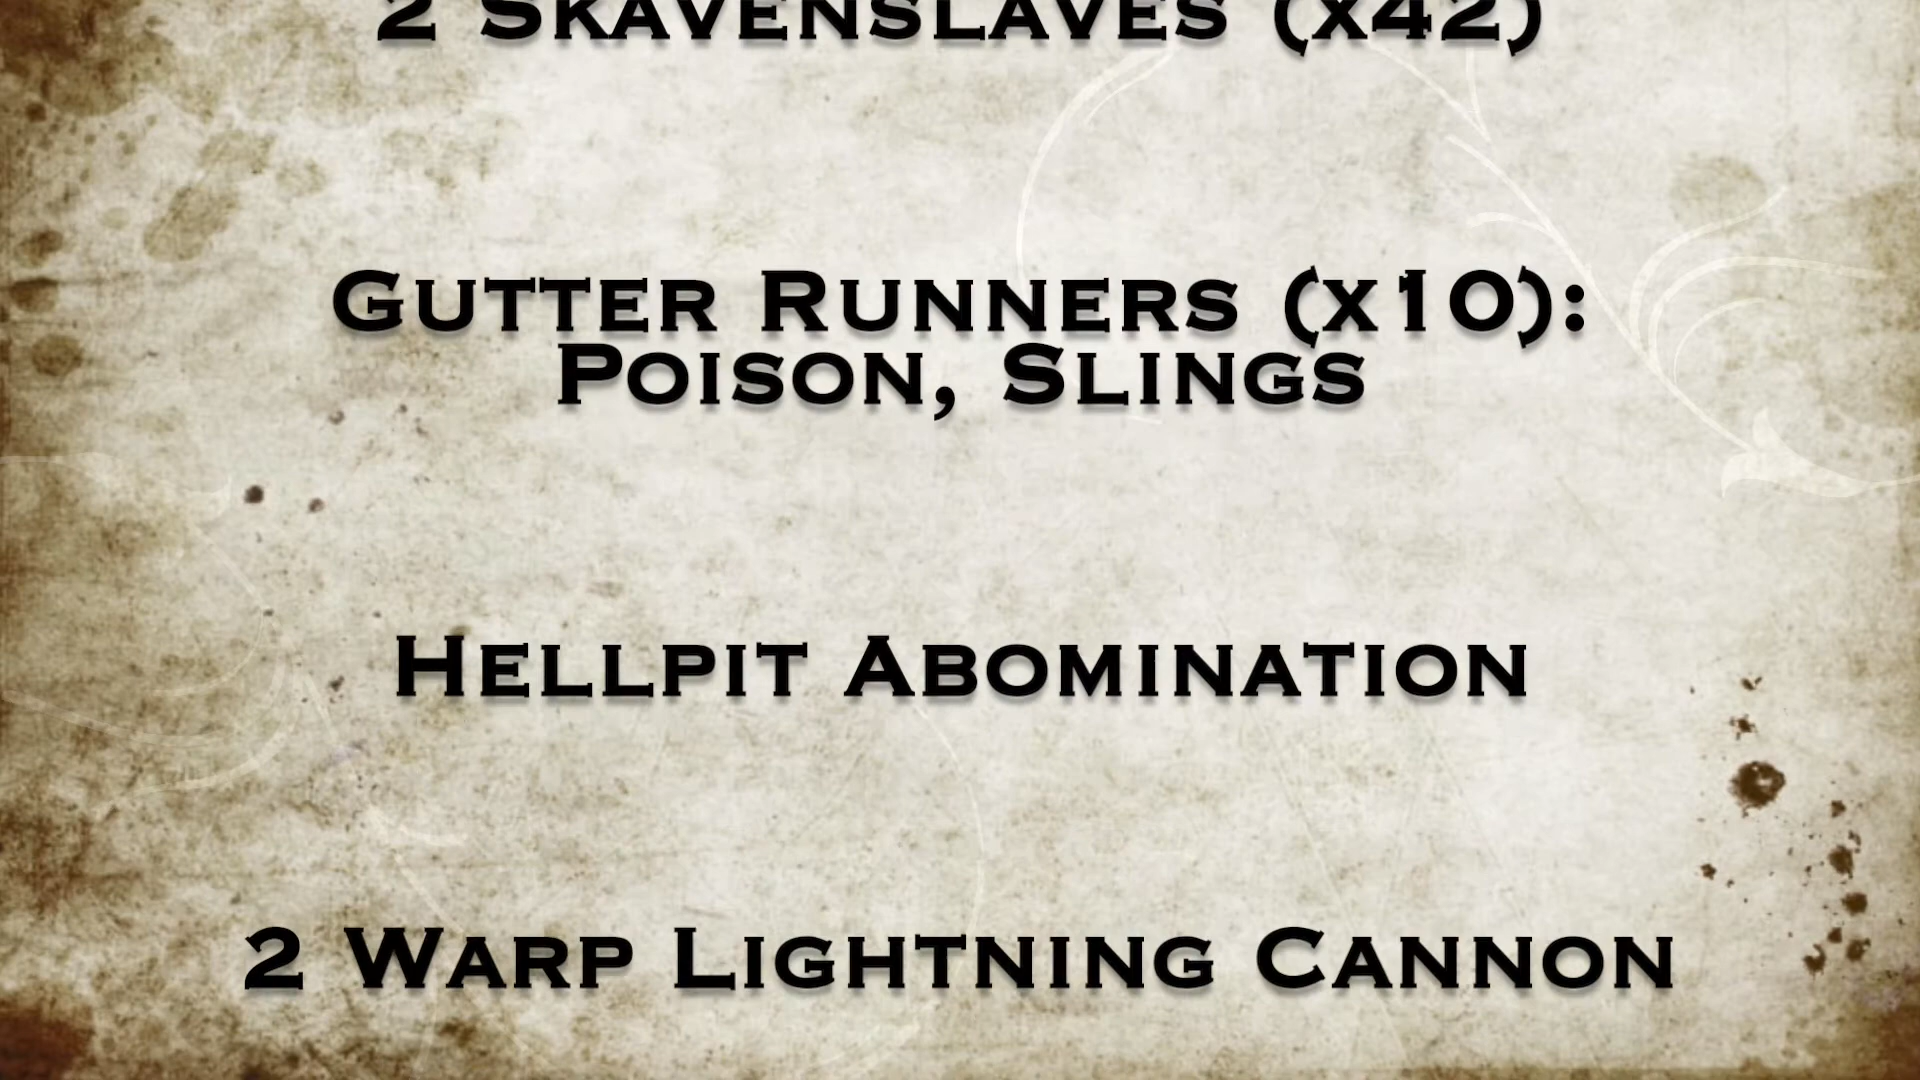 2 Skavenslaves (x42)
Gutter Runners (x10):
Poison, Slings
Hellpit Abomination
2 Warp Lightning Cannon